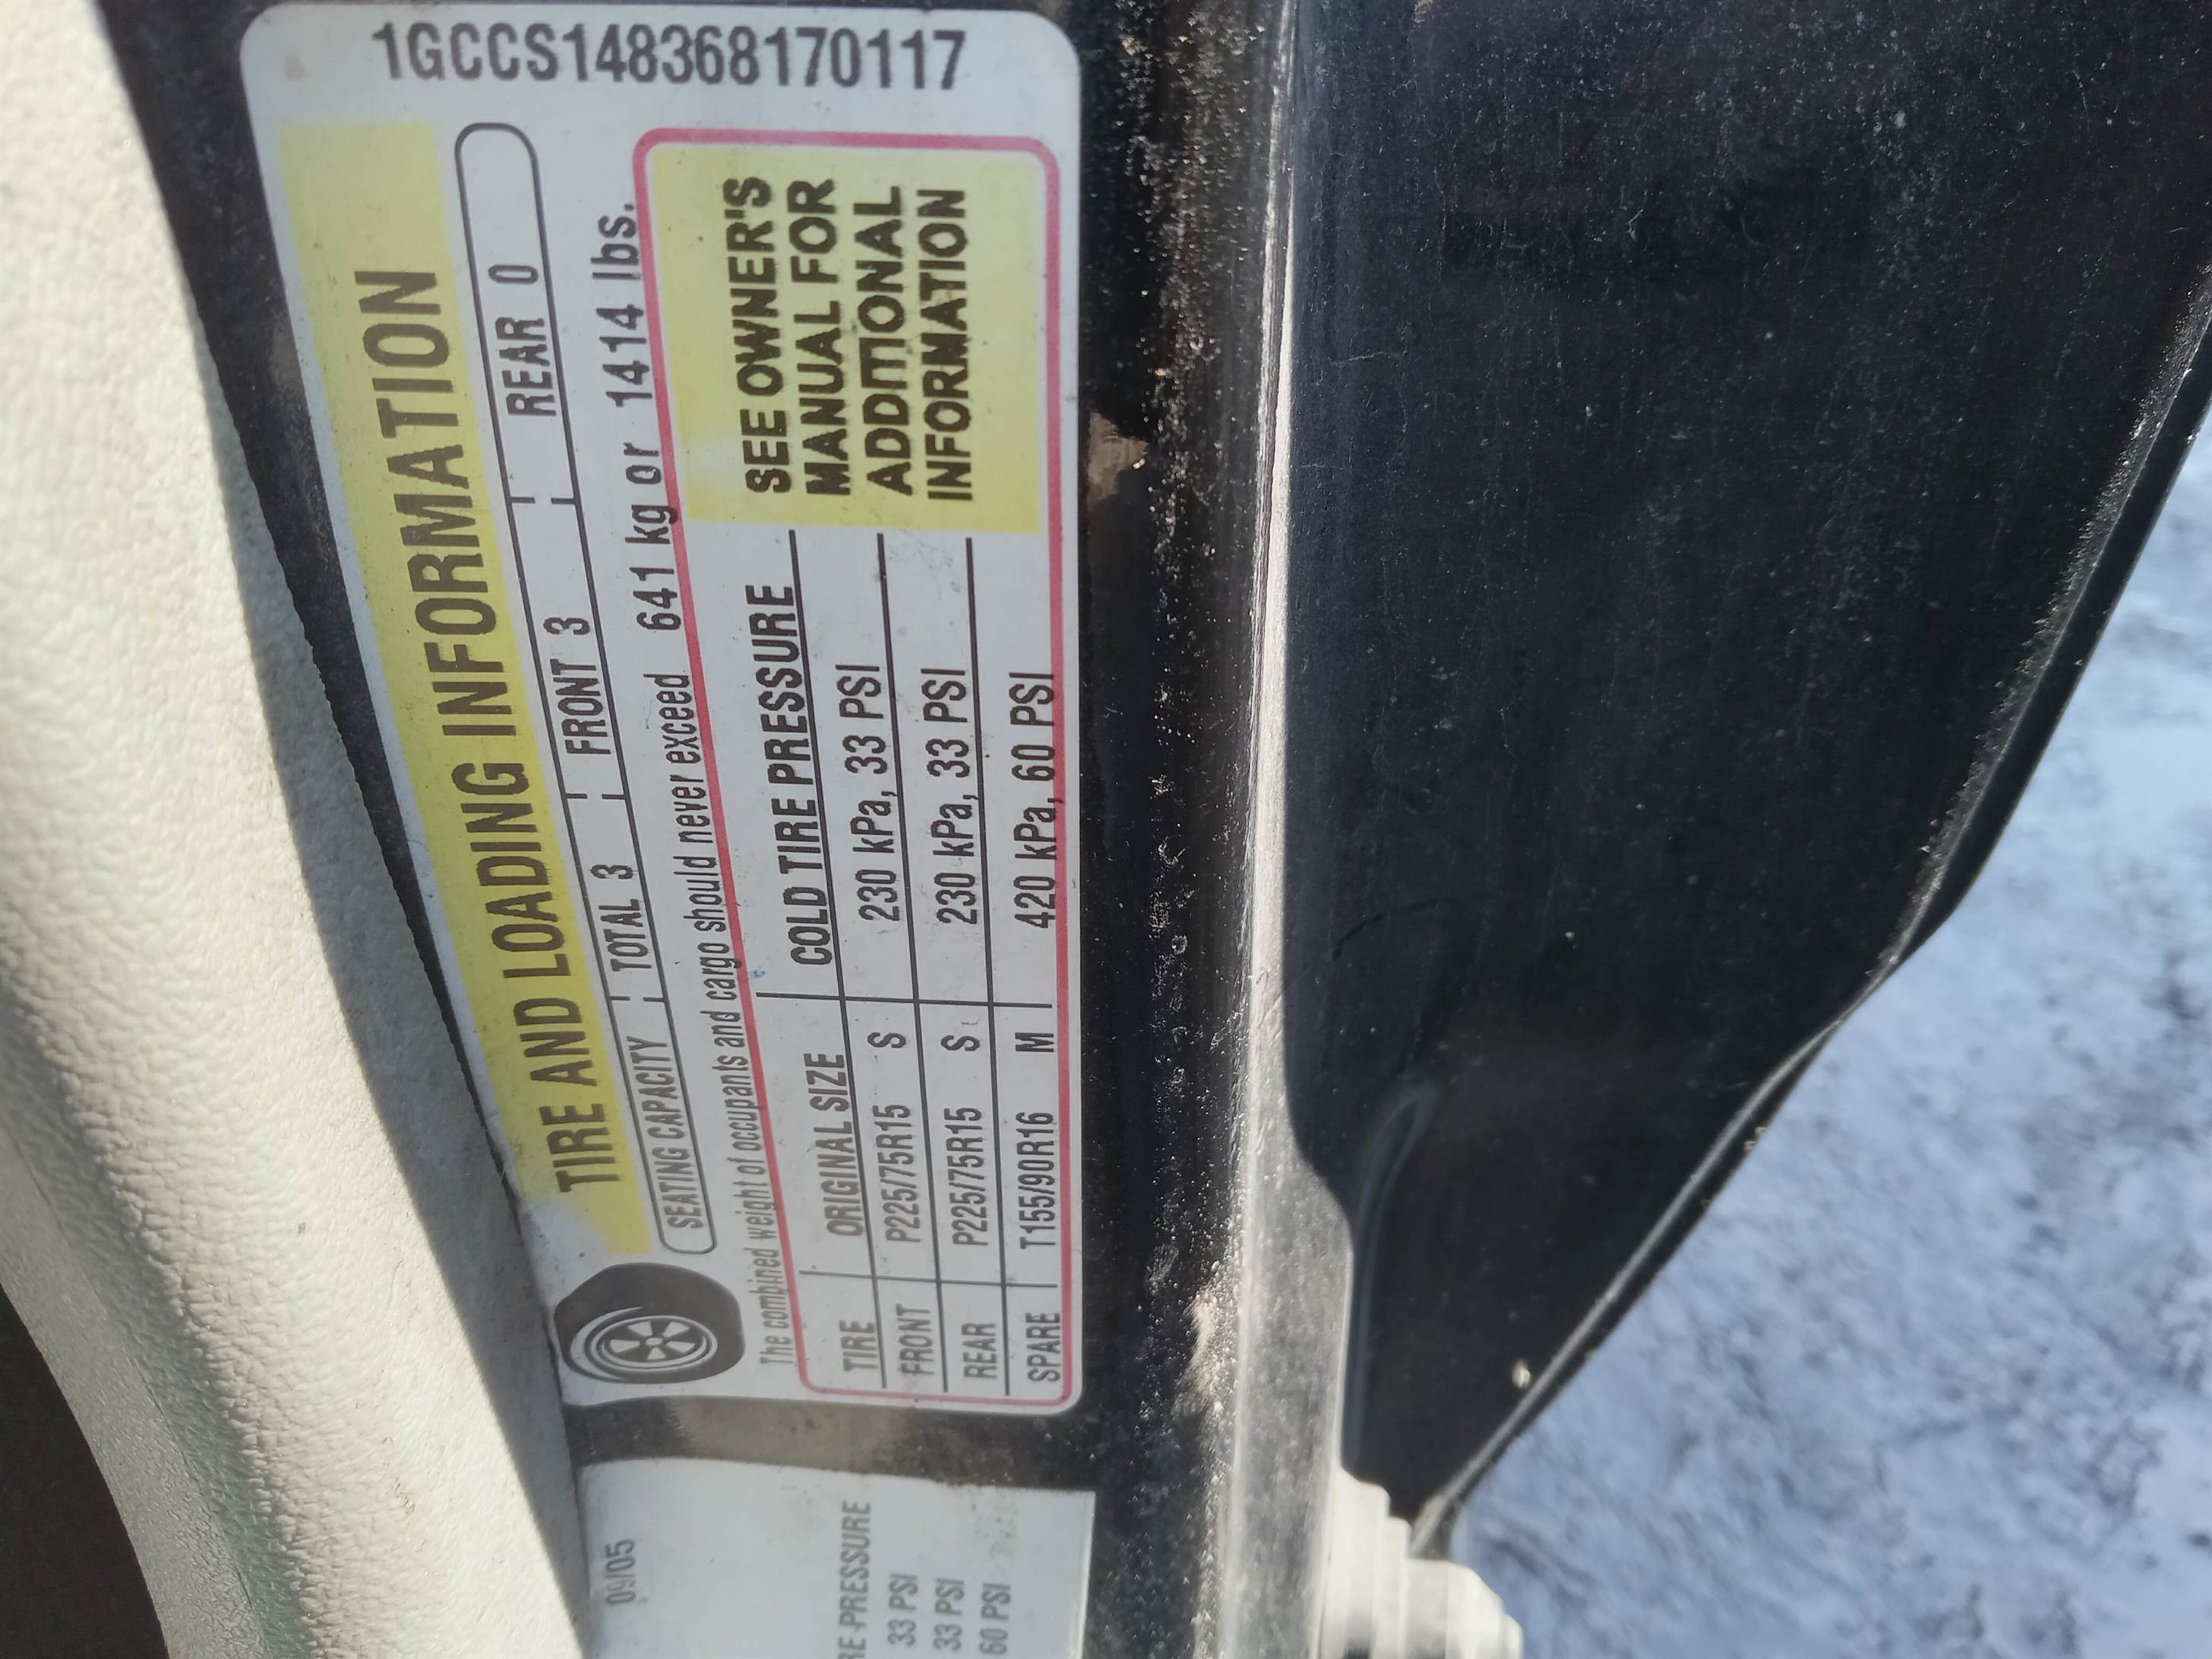 1GCCS148368170117
TIRE AND LOADING INFORMATION
SEATING CAPACITY TOTAL 3 FRONT 3 REAR 0
The combined weight of occupants and cargo should never exceed 641 kg or 1414 lbs.
TIRE ORIGINAL SIZE COLD TIRE PRESSURE
FRONT P225/75R15 S 230 kPa, 33 PSI
REAR P225/75R15 S 230 kPa, 33 PSI
SPARE T155/90R16 M 420 kPa, 60 PSI
SEE OWNER'S
MANUAL FOR
ADDITIONAL
INFORMATION
09/05
RE PRESSURE
33 PSI
33 PSI
60 PSI